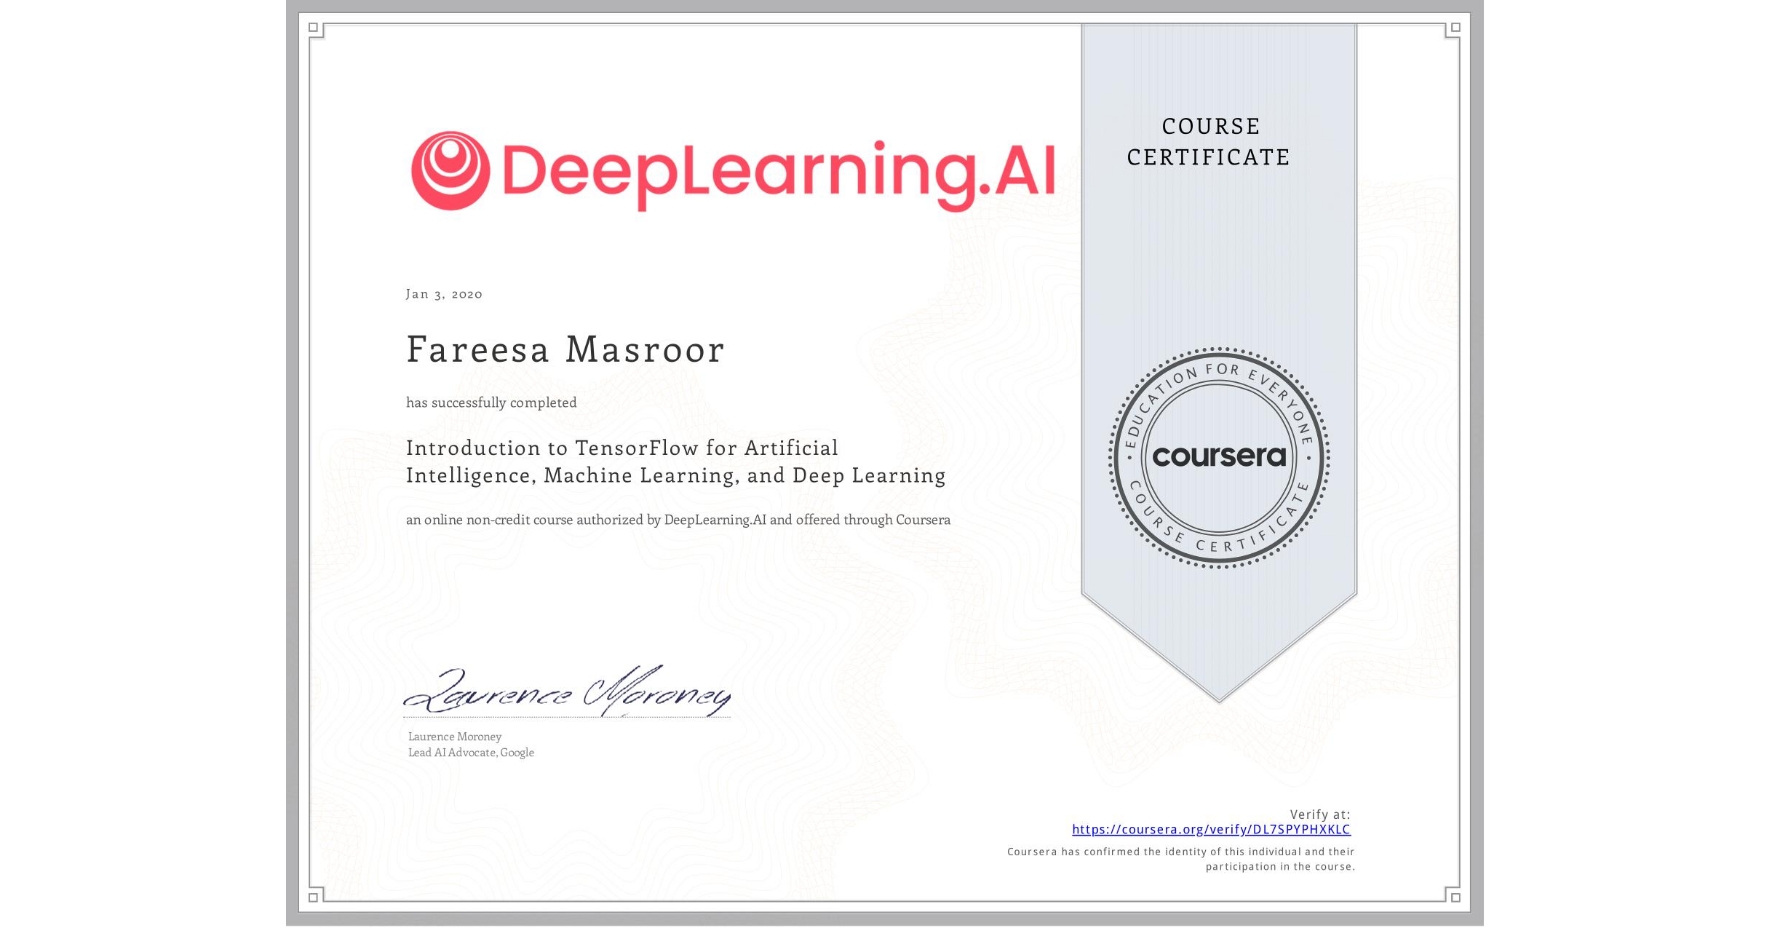 DeepLearning.AI
COURSE
CERTIFICATE
Jan 3, 2020
Fareesa Masroor
has successfully completed
Introduction to TensorFlow for Artificial
Intelligence, Machine Learning, and Deep Learning
an online non-credit course authorized by DeepLearning.AI and offered through Coursera
EDUCATION FOR EVERYONE
coursera
COURSE CERTIFICATE
Laurence Moroney
Laurence Moroney
Lead AI Advocate, Google
Verify at:
https://coursera.org/verify/DL7SPYPHXKLC
Coursera has confirmed the identity of this individual and their
participation in the course.